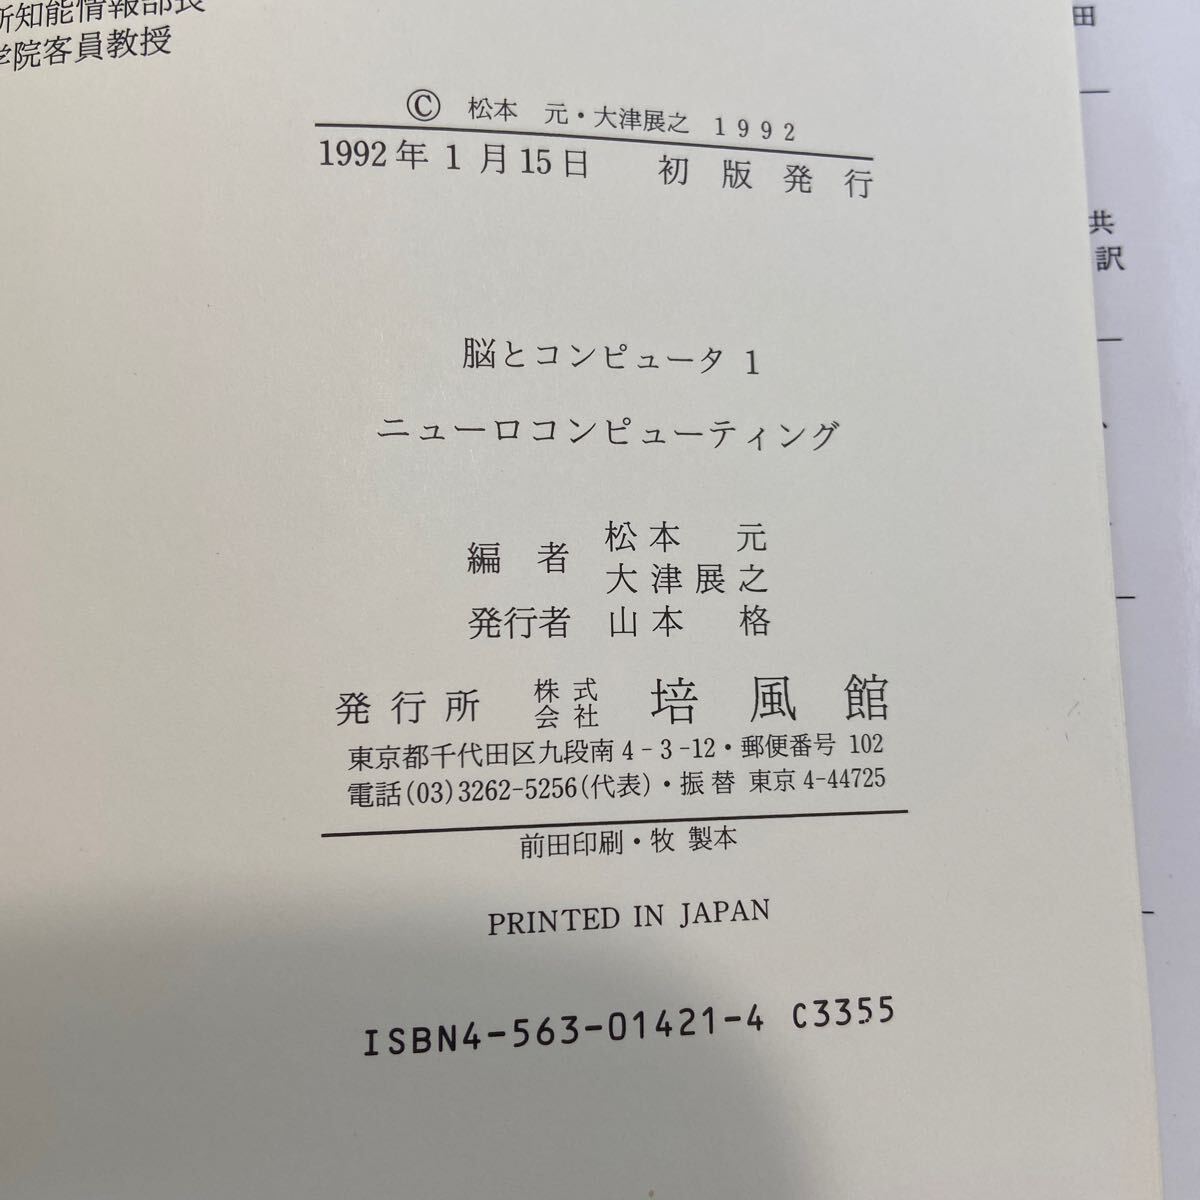 所知能情報部長
学院客員教授
© 松本 元・大津展之 1992
1992年1月15日 初版発行
脳とコンピュータ 1
ニューロコンピューティング
編者 松本 元
大津展之
発行者 山本 格
発行所 株式会社 培風館
東京都千代田区九段南4-3-12・郵便番号 102
電話(03)3262-5256(代表)・振替 東京4-44725
前田印刷・牧 製本
PRINTED IN JAPAN
ISBN4-563-01421-4 C3355
田
共
訳